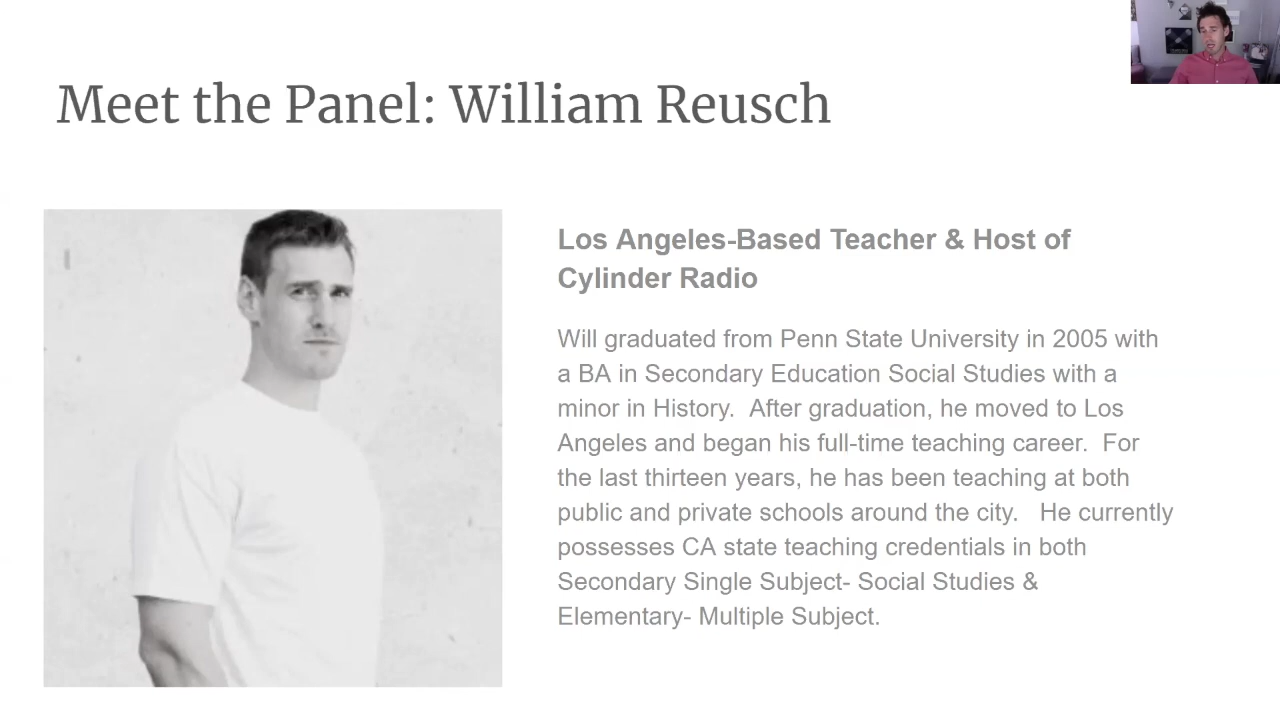 Meet the Panel: William Reusch
Los Angeles-Based Teacher & Host of
Cylinder Radio
Will graduated from Penn State University in 2005 with
a BA in Secondary Education Social Studies with a
minor in History.  After graduation, he moved to Los
Angeles and began his full-time teaching career.  For
the last thirteen years, he has been teaching at both
public and private schools around the city.   He currently
possesses CA state teaching credentials in both
Secondary Single Subject- Social Studies &
Elementary- Multiple Subject.